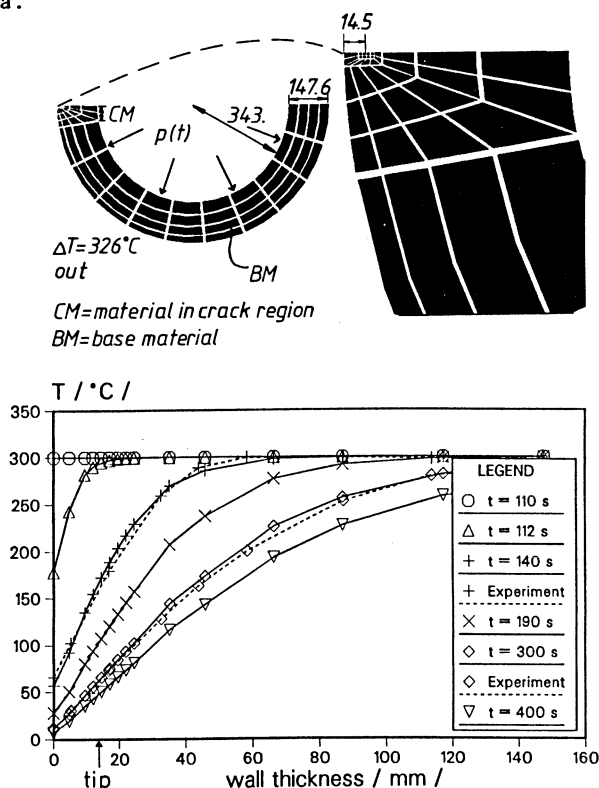 a.
14.5
147.6
CM
343.
p(t)
ΔT=326°C
out
BM
CM=material in crack region
BM=base material
T / °C /
350
300
250
200
150
100
50
0
0 20 40 60 80 100 120 140 160
tip wall thickness / mm /
LEGEND
t = 110 s
t = 112 s
t = 140 s
Experiment
t = 190 s
t = 300 s
Experiment
t = 400 s